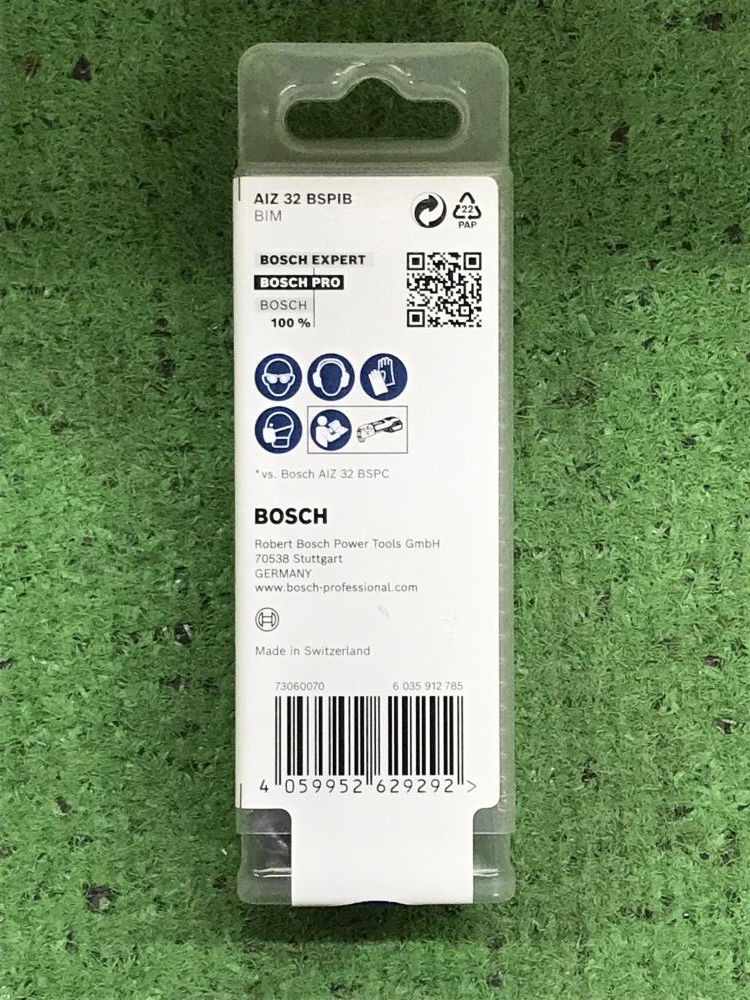 AIZ 32 BSPIB
BIM
22
PAP
BOSCH EXPERT
BOSCH PRO
BOSCH
100 %
*vs. Bosch AIZ 32 BSPC
BOSCH
Robert Bosch Power Tools GmbH
70538 Stuttgart
GERMANY
www.bosch-professional.com
Made in Switzerland
73060070 6 035 912 785
4 059952 629292 >